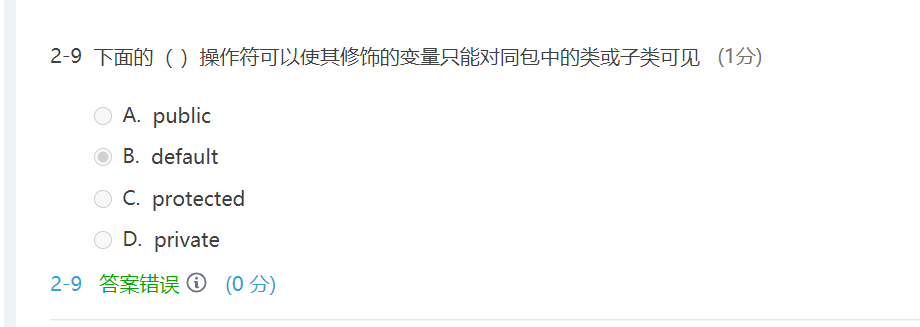 2-9 下面的（ ）操作符可以使其修饰的变量只能对同包中的类或子类可见 (1分)
A. public
B. default
C. protected
D. private
2-9 答案错误 (0 分)